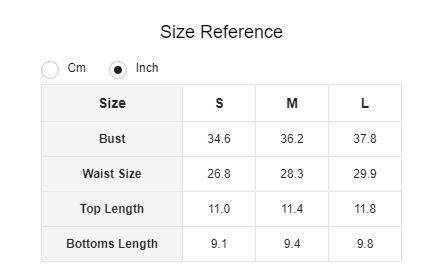 Size Reference
Cm Inch
Size S M L
Bust 34.6 36.2 37.8
Waist Size 26.8 28.3 29.9
Top Length 11.0 11.4 11.8
Bottoms Length 9.1 9.4 9.8